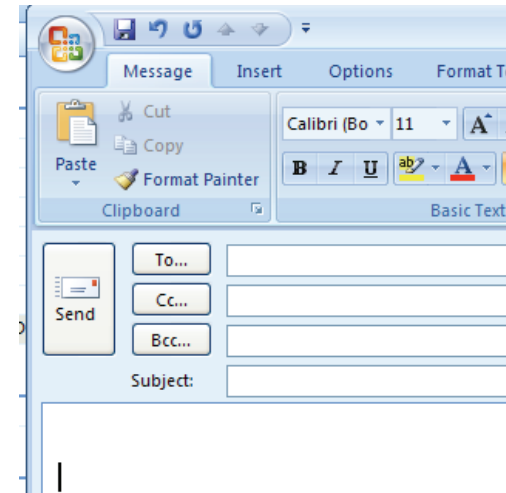 Message Insert Options Format T
Cut
Copy
Paste
Format Painter
Clipboard
Calibri (Bo 11 A
B I U ab A
Basic Text
To...
Cc...
Send
Bcc...
Subject: